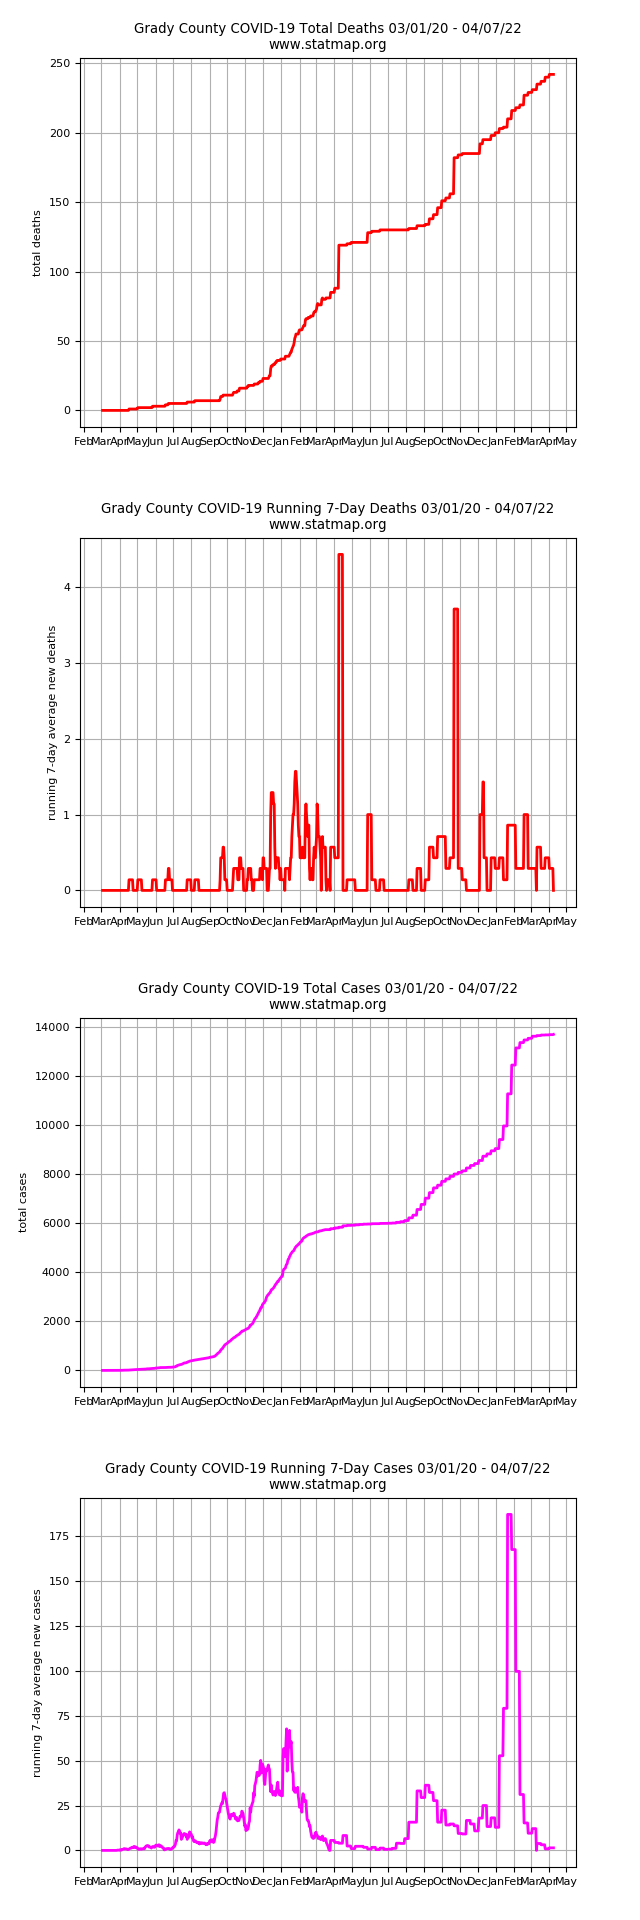 Grady County COVID-19 Total Deaths 03/01/20 - 04/07/22
www.statmap.org
250
200
150
100
50
0
total deaths
Feb Mar Apr May Jun Jul Aug Sep Oct Nov Dec Jan Feb Mar Apr May Jun Jul Aug Sep Oct Nov Dec Jan Feb Mar Apr May
Grady County COVID-19 Running 7-Day Deaths 03/01/20 - 04/07/22
www.statmap.org
4
3
2
1
0
running 7-day average new deaths
Feb Mar Apr May Jun Jul Aug Sep Oct Nov Dec Jan Feb Mar Apr May Jun Jul Aug Sep Oct Nov Dec Jan Feb Mar Apr May
Grady County COVID-19 Total Cases 03/01/20 - 04/07/22
www.statmap.org
14000
12000
10000
8000
6000
4000
2000
0
total cases
Feb Mar Apr May Jun Jul Aug Sep Oct Nov Dec Jan Feb Mar Apr May Jun Jul Aug Sep Oct Nov Dec Jan Feb Mar Apr May
Grady County COVID-19 Running 7-Day Cases 03/01/20 - 04/07/22
www.statmap.org
175
150
125
100
75
50
25
0
running 7-day average new cases
Feb Mar Apr May Jun Jul Aug Sep Oct Nov Dec Jan Feb Mar Apr May Jun Jul Aug Sep Oct Nov Dec Jan Feb Mar Apr May